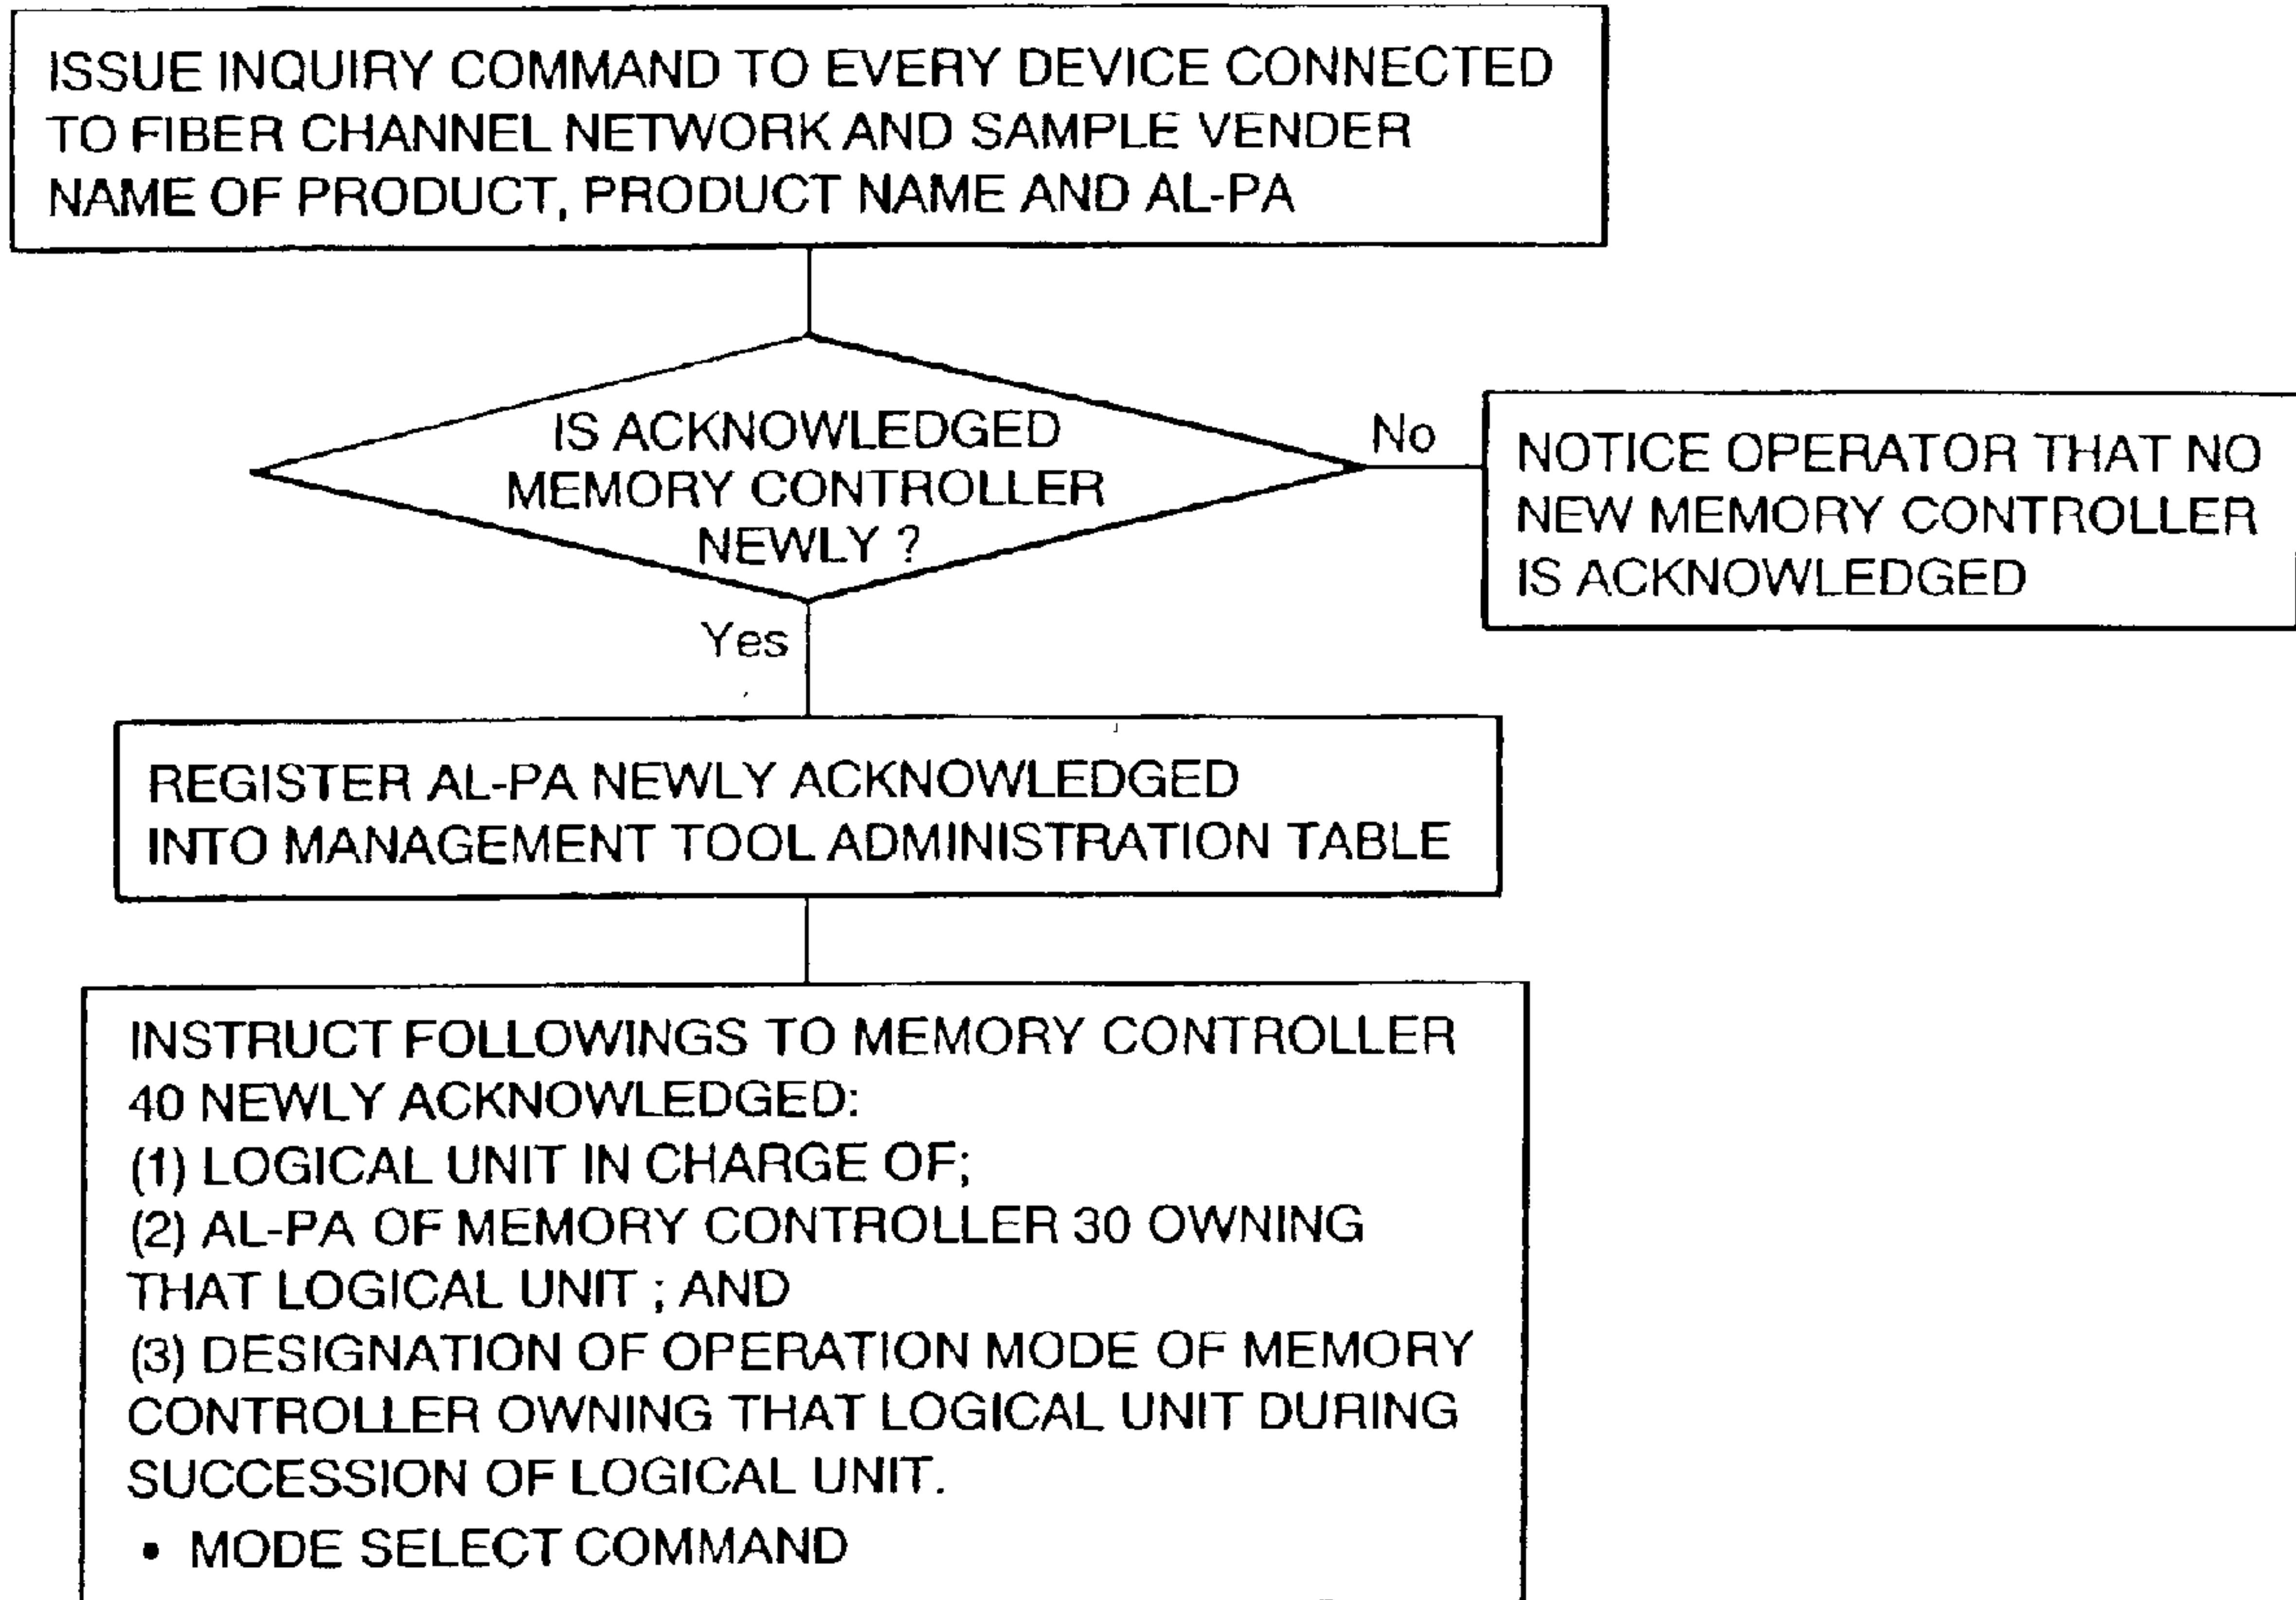 ISSUE INQUIRY COMMAND TO EVERY DEVICE CONNECTED
TO FIBER CHANNEL NETWORK AND SAMPLE VENDER
NAME OF PRODUCT, PRODUCT NAME AND AL-PA
IS ACKNOWLEDGED
MEMORY CONTROLLER
NEWLY ?
No
NOTICE OPERATOR THAT NO
NEW MEMORY CONTROLLER
IS ACKNOWLEDGED
Yes
REGISTER AL-PA NEWLY ACKNOWLEDGED
INTO MANAGEMENT TOOL ADMINISTRATION TABLE
INSTRUCT FOLLOWINGS TO MEMORY CONTROLLER
40 NEWLY ACKNOWLEDGED:
(1) LOGICAL UNIT IN CHARGE OF;
(2) AL-PA OF MEMORY CONTROLLER 30 OWNING
THAT LOGICAL UNIT ; AND
(3) DESIGNATION OF OPERATION MODE OF MEMORY
CONTROLLER OWNING THAT LOGICAL UNIT DURING
SUCCESSION OF LOGICAL UNIT.
• MODE SELECT COMMAND